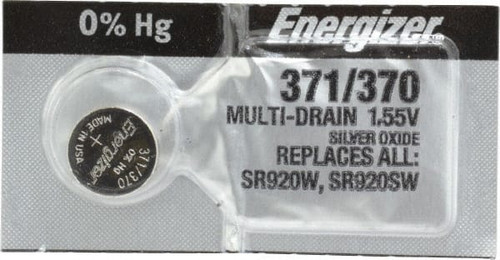 0% Hg
Energizer
371/370
MULTI-DRAIN 1.55V
SILVER OXIDE
REPLACES ALL:
SR920W, SR920SW
MADE IN USA
+
Energizer
0% HG
371/370